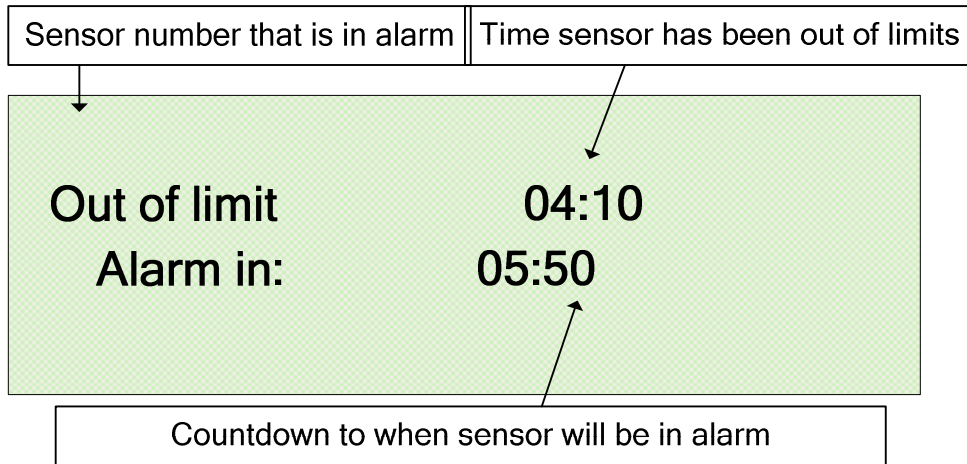 Sensor number that is in alarm
Time sensor has been out of limits
Out of limit 04:10
Alarm in: 05:50
Countdown to when sensor will be in alarm